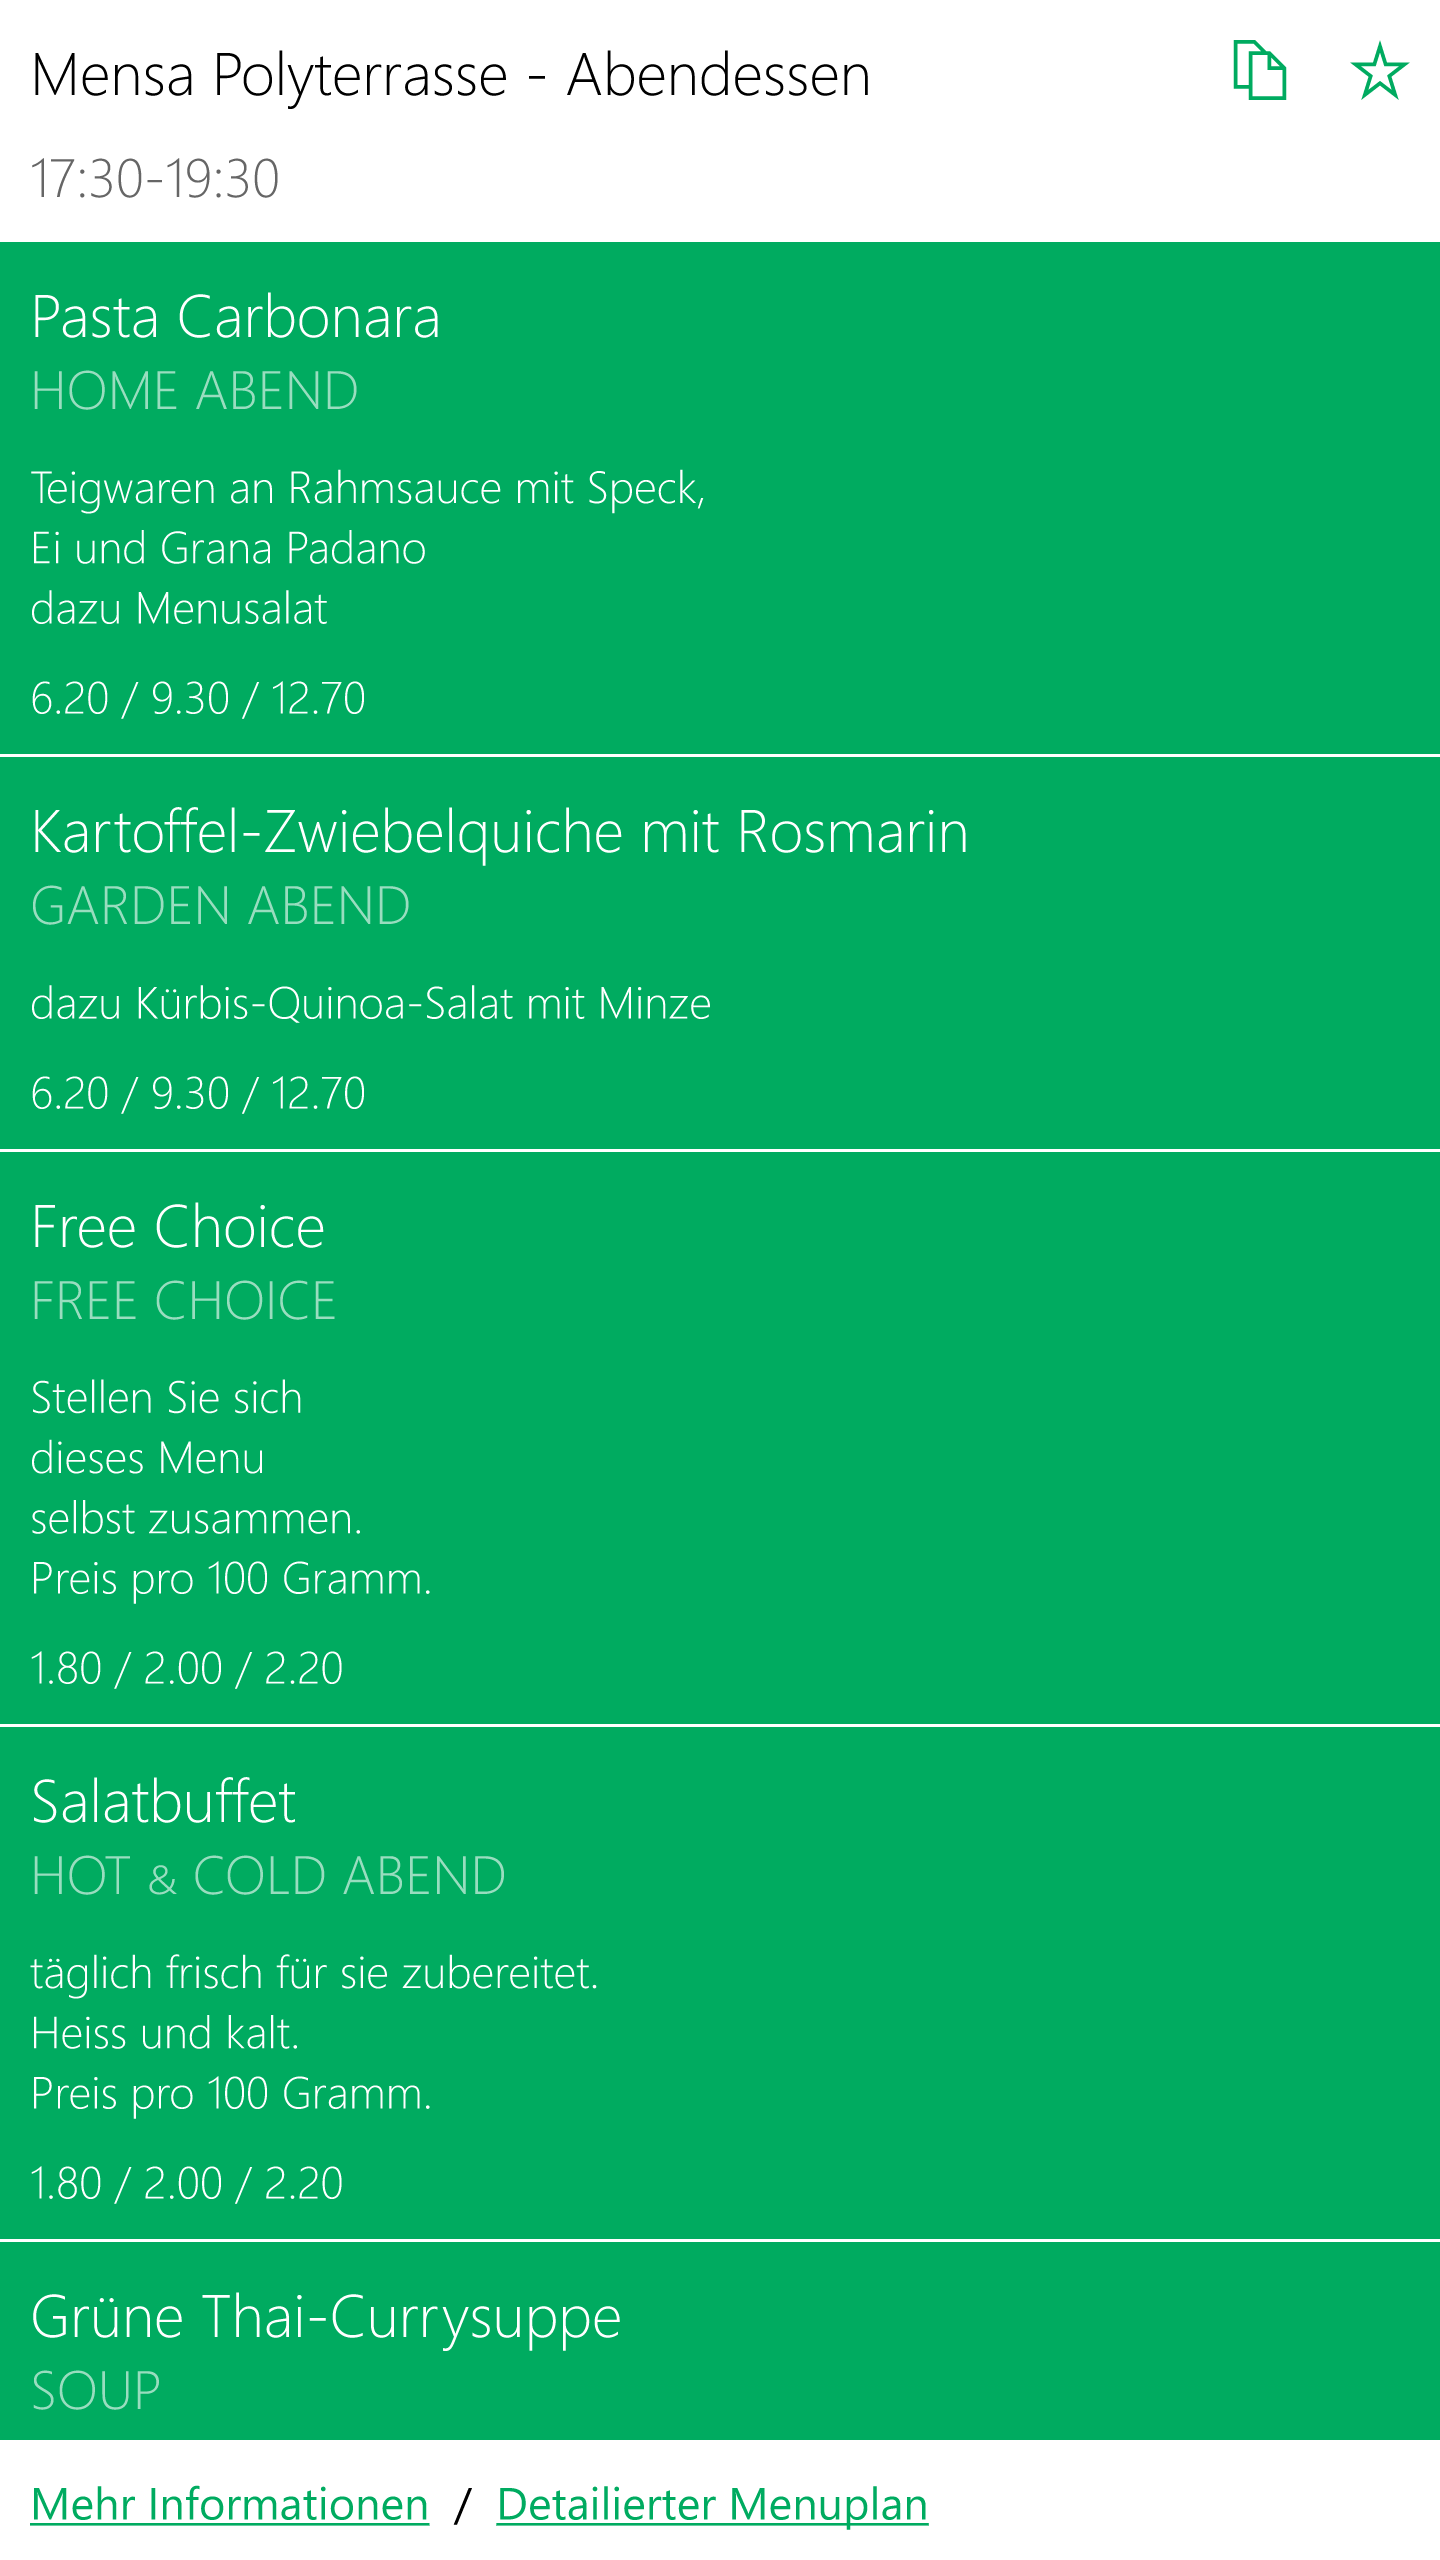 Mensa Polyterrasse - Abendessen
17:30-19:30
Pasta Carbonara
HOME ABEND
Teigwaren an Rahmsauce mit Speck,
Ei und Grana Padano
dazu Menusalat
6.20 / 9.30 / 12.70
Kartoffel-Zwiebelquiche mit Rosmarin
GARDEN ABEND
dazu Kürbis-Quinoa-Salat mit Minze
6.20 / 9.30 / 12.70
Free Choice
FREE CHOICE
Stellen Sie sich
dieses Menu
selbst zusammen.
Preis pro 100 Gramm.
1.80 / 2.00 / 2.20
Salatbuffet
HOT & COLD ABEND
täglich frisch für sie zubereitet.
Heiss und kalt.
Preis pro 100 Gramm.
1.80 / 2.00 / 2.20
Grüne Thai-Currysuppe
SOUP
Mehr Informationen / Detailierter Menuplan